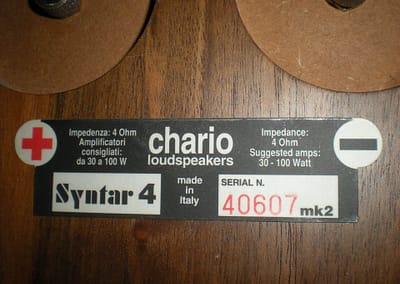 Impedenza: 4 Ohm
Amplificatori
consigliati:
da 30 a 100 W
chario
loudspeakers
Impedance:
4 Ohm
Suggested amps:
30 - 100 Watt
Syntar 4
made
in
Italy
SERIAL N.
40607 mk2